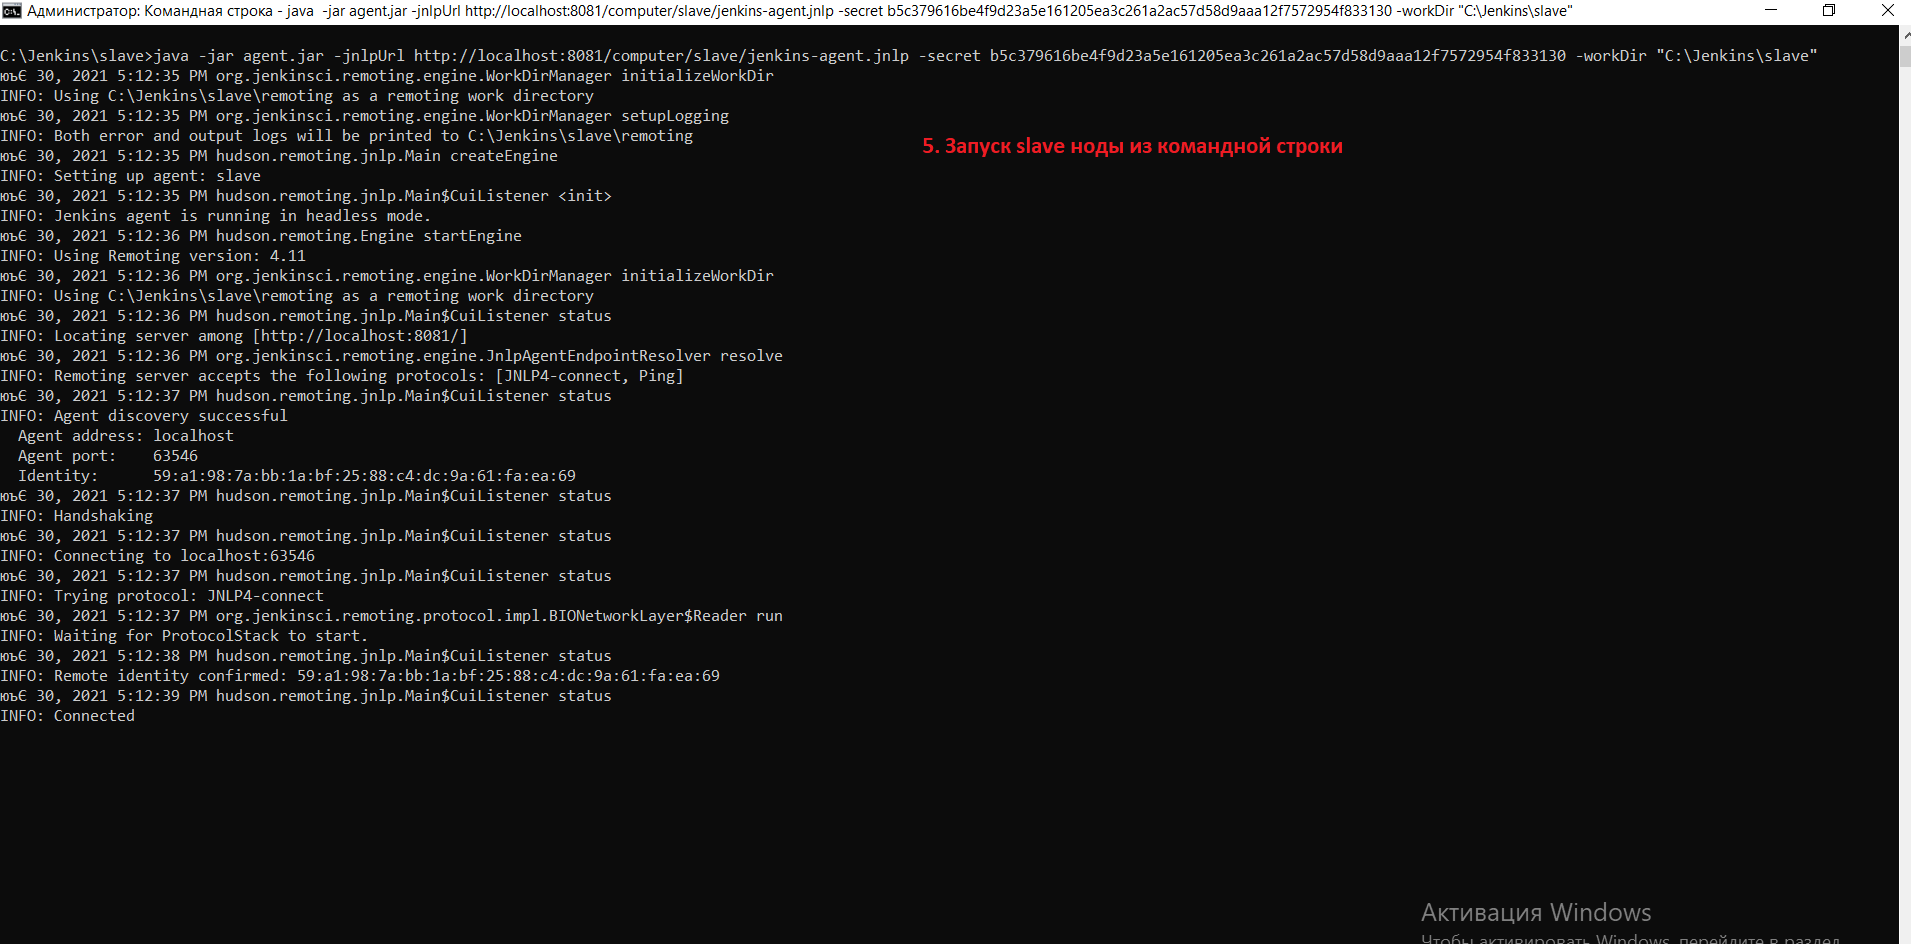 Администратор: Командная строка - java  -jar agent.jar -jnlpUrl http://localhost:8081/computer/slave/jenkins-agent.jnlp -secret b5c379616be4f9d23a5e161205ea3c261a2ac57d58d9aaa12f7572954f833130 -workDir "C:\Jenkins\slave"
C:\Jenkins\slave>java -jar agent.jar -jnlpUrl http://localhost:8081/computer/slave/jenkins-agent.jnlp -secret b5c379616be4f9d23a5e161205ea3c261a2ac57d58d9aaa12f7572954f833130 -workDir "C:\Jenkins\slave"
юъЄ 30, 2021 5:12:35 PM org.jenkinsci.remoting.engine.WorkDirManager initializeWorkDir
INFO: Using C:\Jenkins\slave\remoting as a remoting work directory
юъЄ 30, 2021 5:12:35 PM org.jenkinsci.remoting.engine.WorkDirManager setupLogging
INFO: Both error and output logs will be printed to C:\Jenkins\slave\remoting
5. Запуск slave ноды из командной строки
юъЄ 30, 2021 5:12:35 PM hudson.remoting.jnlp.Main createEngine
INFO: Setting up agent: slave
юъЄ 30, 2021 5:12:35 PM hudson.remoting.jnlp.Main$CuiListener <init>
INFO: Jenkins agent is running in headless mode.
юъЄ 30, 2021 5:12:36 PM hudson.remoting.Engine startEngine
INFO: Using Remoting version: 4.11
юъЄ 30, 2021 5:12:36 PM org.jenkinsci.remoting.engine.WorkDirManager initializeWorkDir
INFO: Using C:\Jenkins\slave\remoting as a remoting work directory
юъЄ 30, 2021 5:12:36 PM hudson.remoting.jnlp.Main$CuiListener status
INFO: Locating server among [http://localhost:8081/]
юъЄ 30, 2021 5:12:36 PM org.jenkinsci.remoting.engine.JnlpAgentEndpointResolver resolve
INFO: Remoting server accepts the following protocols: [JNLP4-connect, Ping]
юъЄ 30, 2021 5:12:37 PM hudson.remoting.jnlp.Main$CuiListener status
INFO: Agent discovery successful
  Agent address: localhost
  Agent port:    63546
  Identity:      59:a1:98:7a:bb:1a:bf:25:88:c4:dc:9a:61:fa:ea:69
юъЄ 30, 2021 5:12:37 PM hudson.remoting.jnlp.Main$CuiListener status
INFO: Handshaking
юъЄ 30, 2021 5:12:37 PM hudson.remoting.jnlp.Main$CuiListener status
INFO: Connecting to localhost:63546
юъЄ 30, 2021 5:12:37 PM hudson.remoting.jnlp.Main$CuiListener status
INFO: Trying protocol: JNLP4-connect
юъЄ 30, 2021 5:12:37 PM org.jenkinsci.remoting.protocol.impl.BIONetworkLayer$Reader run
INFO: Waiting for ProtocolStack to start.
юъЄ 30, 2021 5:12:38 PM hudson.remoting.jnlp.Main$CuiListener status
INFO: Remote identity confirmed: 59:a1:98:7a:bb:1a:bf:25:88:c4:dc:9a:61:fa:ea:69
юъЄ 30, 2021 5:12:39 PM hudson.remoting.jnlp.Main$CuiListener status
INFO: Connected
Активация Windows
Чтобы активировать Windows, перейдите в раздел